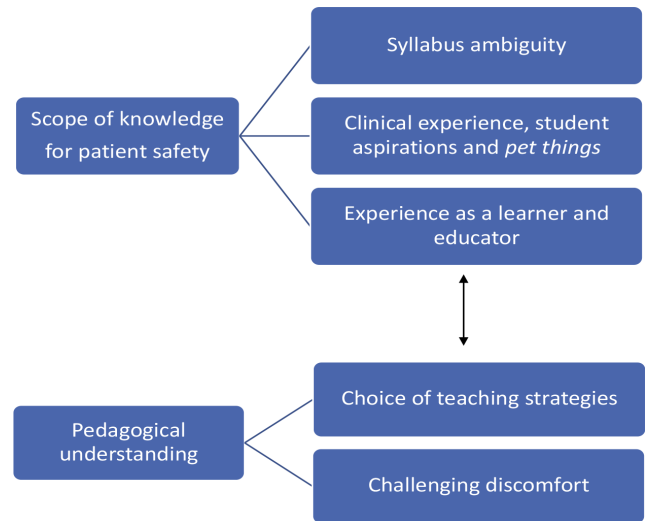 Syllabus ambiguity
Scope of knowledge
for patient safety
Clinical experience, student
aspirations and pet things
Experience as a learner and
educator
Choice of teaching strategies
Pedagogical
understanding
Challenging discomfort